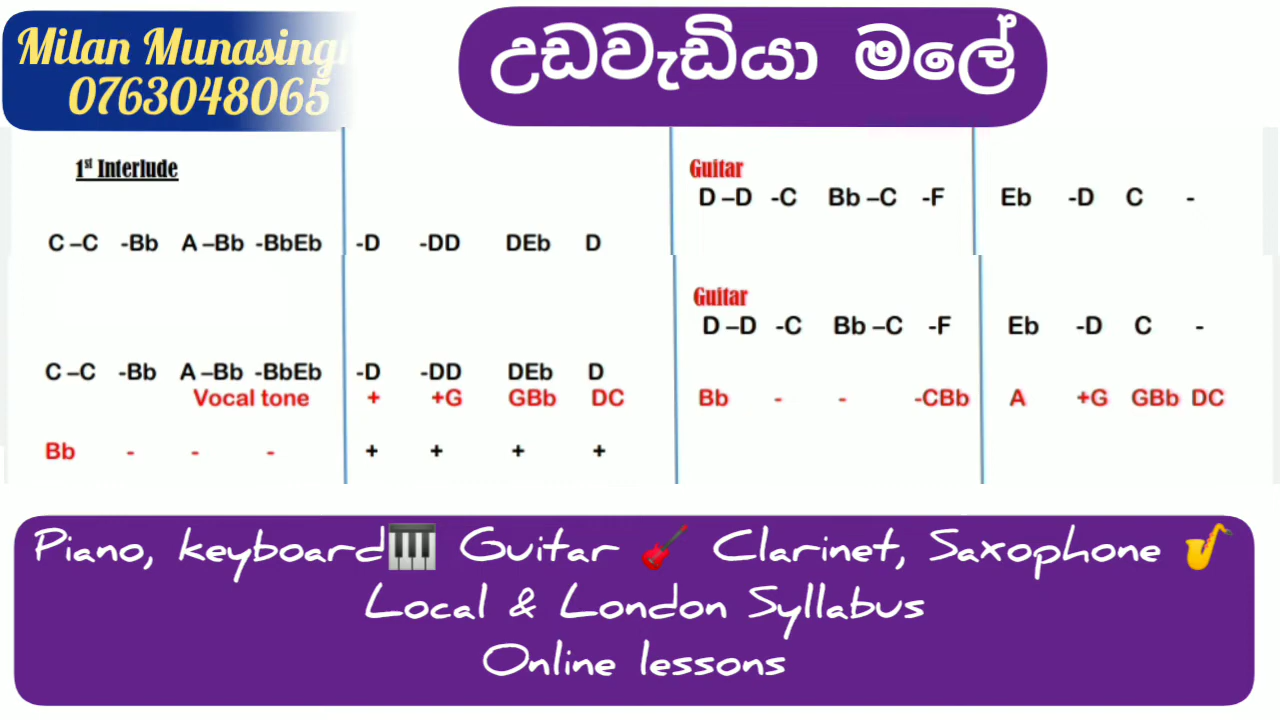 Milan Munasingh
0763048065
උඩවැඩියා මලේ
1st Interlude
Guitar
D –D -C Bb –C -F Eb -D C -
C –C -Bb A –Bb -BbEb -D -DD DEb D
Guitar
D –D -C Bb –C -F Eb -D C -
C –C -Bb A –Bb -BbEb -D -DD DEb D
Vocal tone + +G GBb DC Bb - - -CBb A +G GBb DC
Bb - - - + + + +
Piano, keyboard Guitar Clarinet, Saxophone
Local & London Syllabus
Online lessons